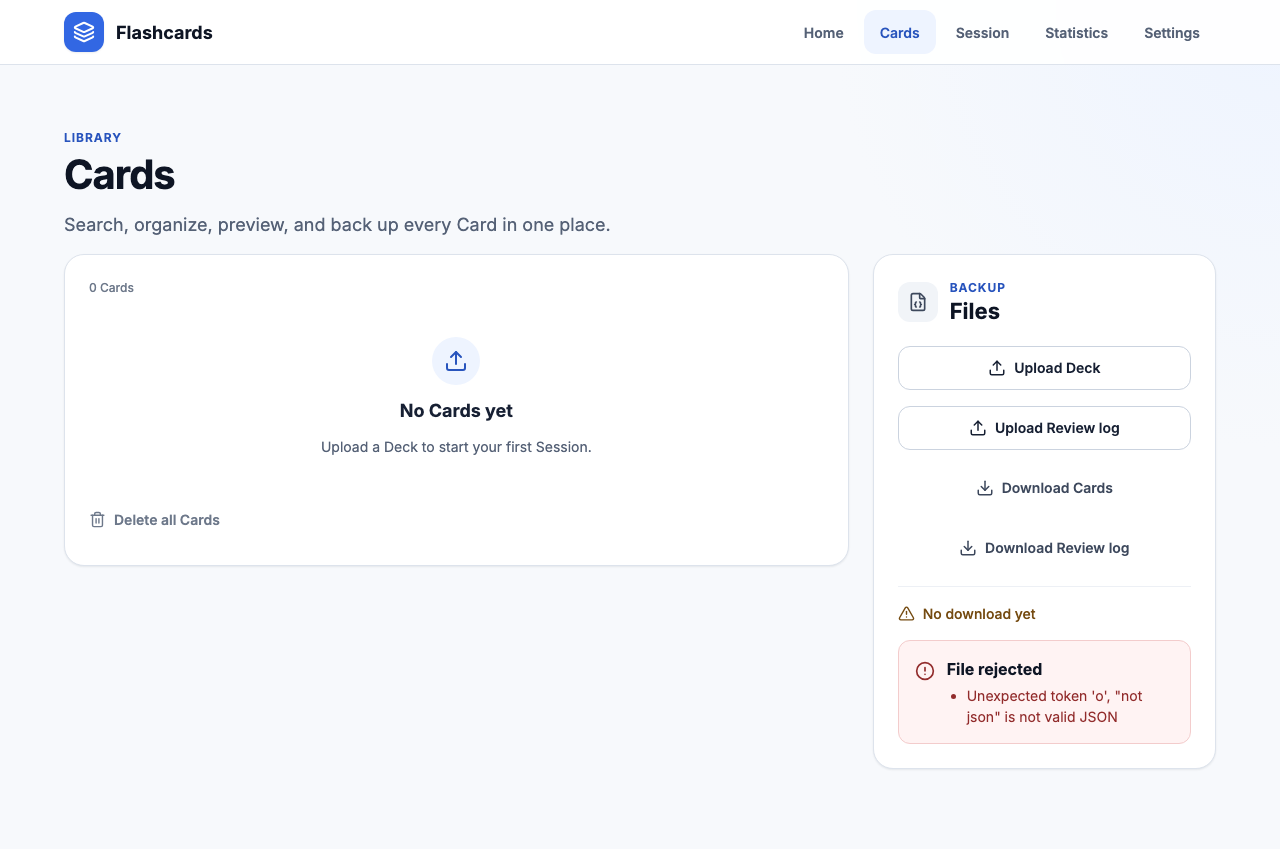 Flashcards
Home
Cards
Session
Statistics
Settings
LIBRARY
Cards
Search, organize, preview, and back up every Card in one place.
0 Cards
No Cards yet
Upload a Deck to start your first Session.
Delete all Cards
BACKUP
Files
Upload Deck
Upload Review log
Download Cards
Download Review log
No download yet
File rejected
Unexpected token 'o', "not
json" is not valid JSON